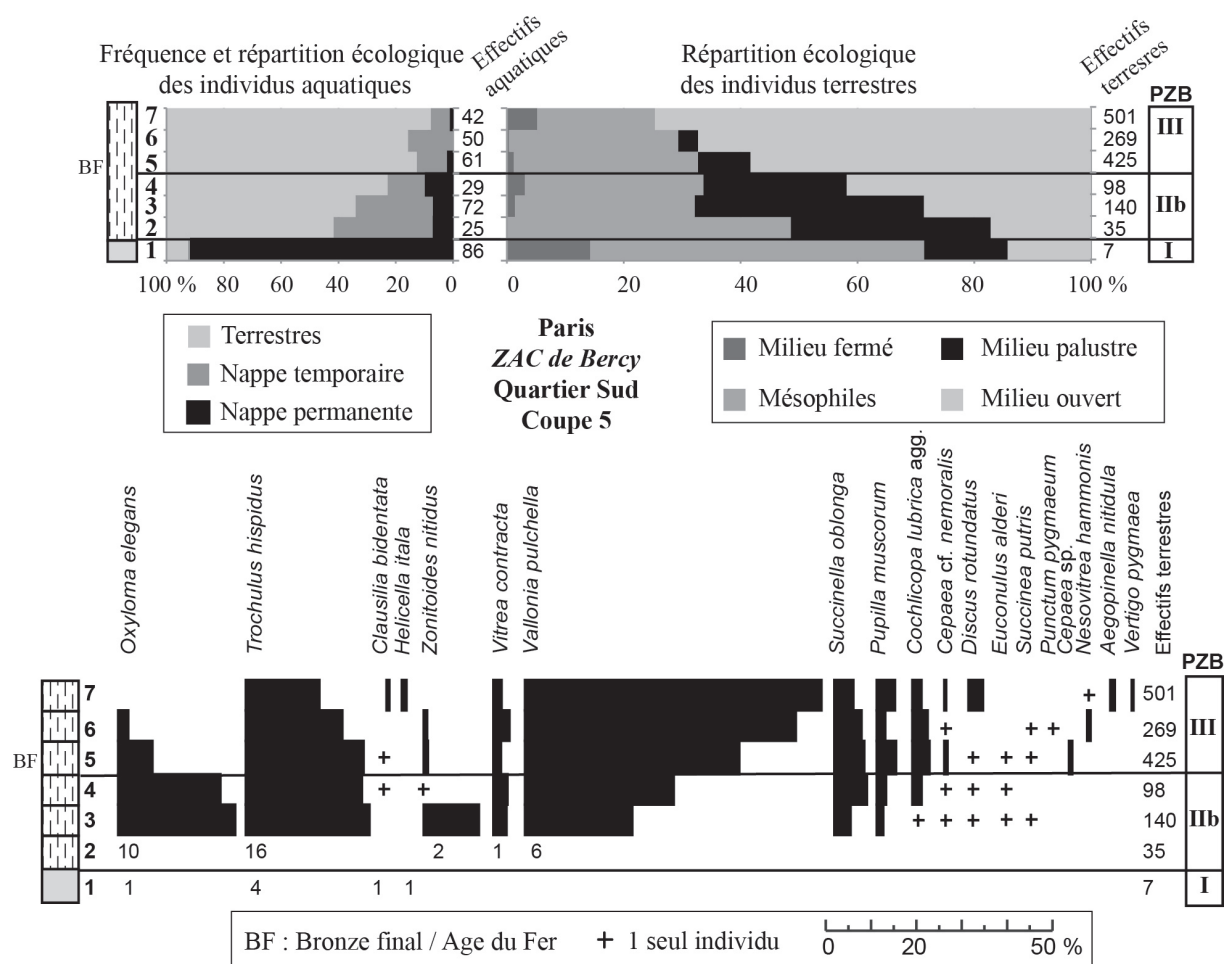 Fréquence et répartition écologique
des individus aquatiques
Effectifs
aquatiques
Répartition écologique
des individus terrestres
Effectifs
terresres
PZB
7 42 501 III
6 50 269
BF
5 61 425
4 29 98
3 72 140 IIb
2 25 35
1 86 7 I
100 % 80 60 40 20 0
0 20 40 60 80 100 %
Terrestres
Nappe temporaire
Nappe permanente
Paris
ZAC de Bercy
Quartier Sud
Coupe 5
Milieu fermé
Milieu palustre
Mésophiles
Milieu ouvert
Oxyloma elegans
Trochulus hispidus
Clausilia bidentata
Helicella itala
Zonitoides nitidus
Vitrea contracta
Vallonia pulchella
Succinella oblonga
Pupilla muscorum
Cochlicopa lubrica agg.
Cepaea cf. nemoralis
Discus rotundatus
Euconulus alderi
Succinea putris
Punctum pygmaeum
Cepaea sp.
Nesovitrea hammonis
Aegopinella nitidula
Vertigo pygmaea
Effectifs terrestres
PZB
7 + 501
6 + + + 269 III
BF
5 + + + + 425
4 + + + + + 98
3 + + + + + 140 IIb
2 10 16 2 1 6 35
1 1 4 1 1 7 I
BF : Bronze final / Age du Fer + 1 seul individu
0 20 50 %